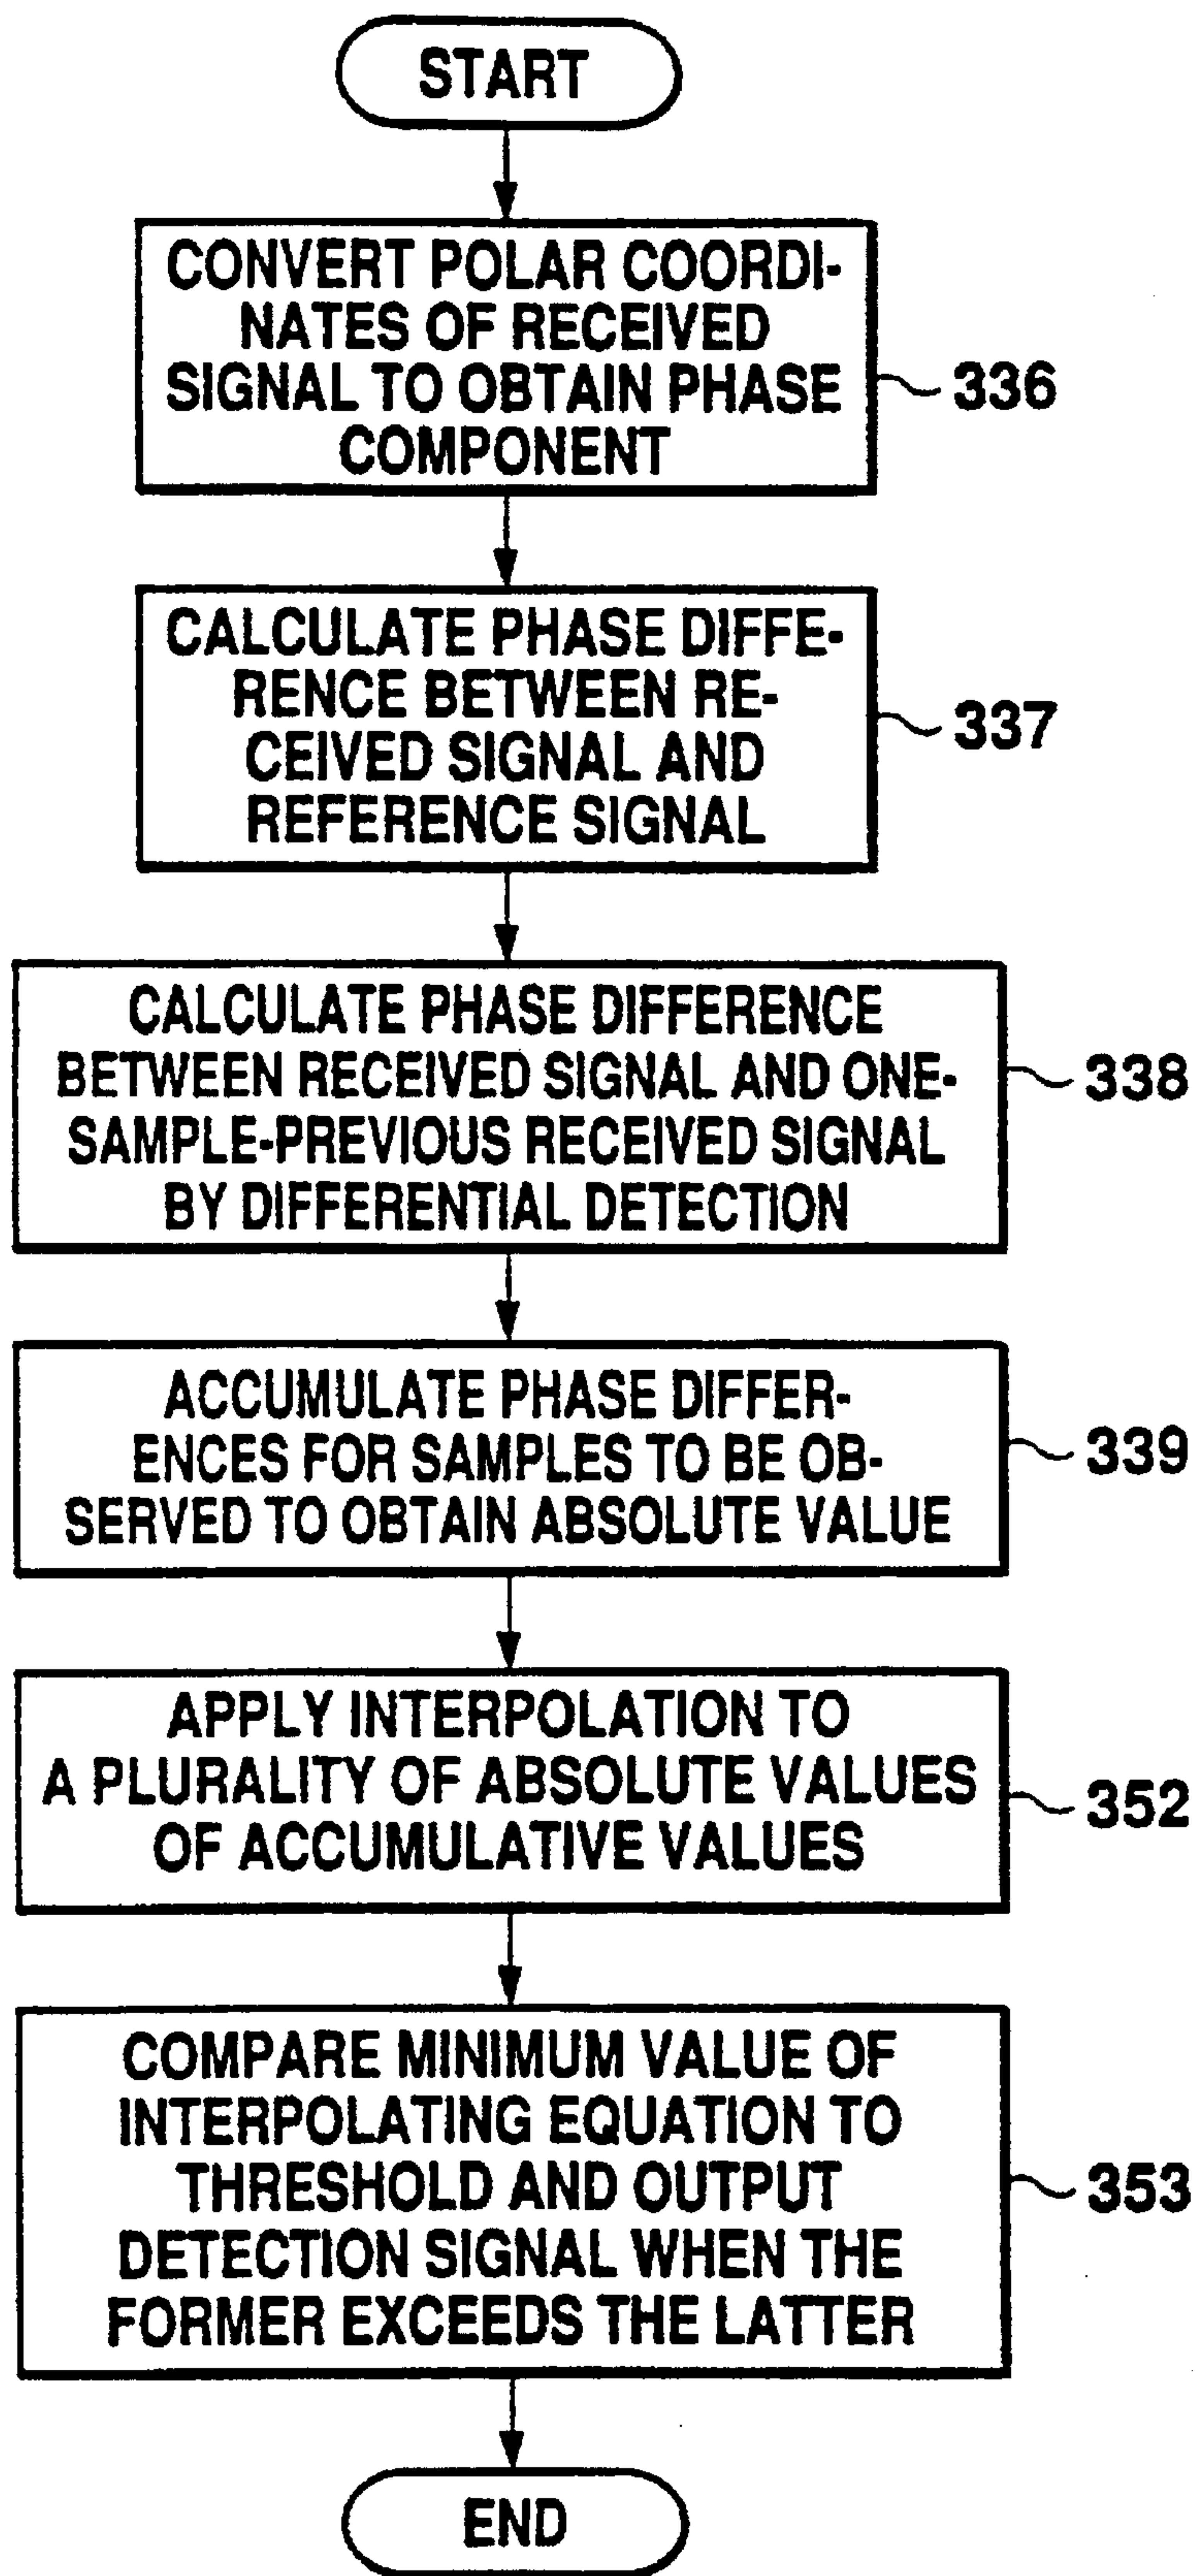 START
CONVERT POLAR COORDI-
NATES OF RECEIVED
SIGNAL TO OBTAIN PHASE
COMPONENT
336
CALCULATE PHASE DIFFE-
RENCE BETWEEN RE-
CEIVED SIGNAL AND
REFERENCE SIGNAL
337
CALCULATE PHASE DIFFERENCE
BETWEEN RECEIVED SIGNAL AND ONE-
SAMPLE-PREVIOUS RECEIVED SIGNAL
BY DIFFERENTIAL DETECTION
338
ACCUMULATE PHASE DIFFER-
ENCES FOR SAMPLES TO BE OB-
SERVED TO OBTAIN ABSOLUTE VALUE
339
APPLY INTERPOLATION TO
A PLURALITY OF ABSOLUTE VALUES
OF ACCUMULATIVE VALUES
352
COMPARE MINIMUM VALUE OF
INTERPOLATING EQUATION TO
THRESHOLD AND OUTPUT
DETECTION SIGNAL WHEN THE
FORMER EXCEEDS THE LATTER
353
END